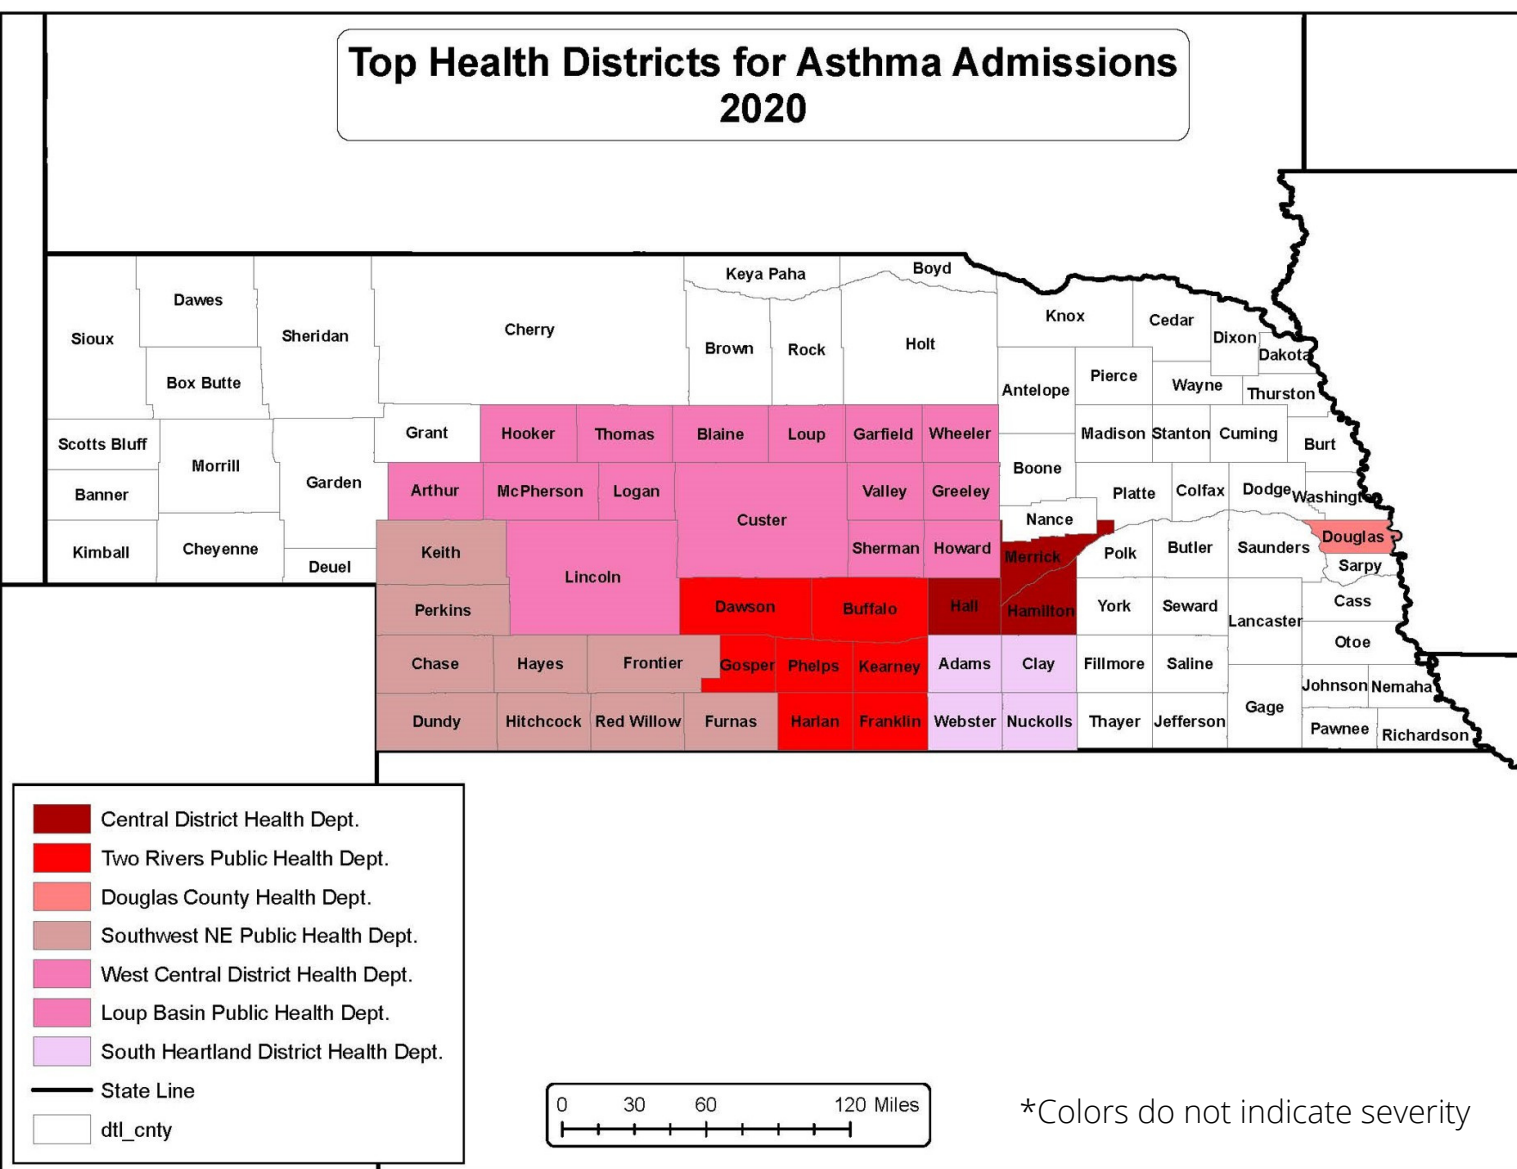 Top Health Districts for Asthma Admissions
2020
Keya Paha
Boyd
Dawes
Sioux
Sheridan
Cherry
Brown
Rock
Holt
Knox
Cedar
Dixon
Dakota
Box Butte
Antelope
Pierce
Wayne
Thurston
Scotts Bluff
Morrill
Grant
Hooker
Thomas
Blaine
Loup
Garfield
Wheeler
Madison
Stanton
Cuming
Burt
Boone
Banner
Garden
Arthur
McPherson
Logan
Custer
Valley
Greeley
Platte
Colfax
Dodge
Washingt
Nance
Kimball
Cheyenne
Deuel
Keith
Lincoln
Sherman
Howard
Merrick
Polk
Butler
Saunders
Douglas
Sarpy
Perkins
Dawson
Buffalo
Hall
Hamilton
York
Seward
Lancaster
Cass
Otoe
Chase
Hayes
Frontier
Gosper
Phelps
Kearney
Adams
Clay
Fillmore
Saline
Johnson
Nemaha
Gage
Dundy
Hitchcock
Red Willow
Furnas
Harlan
Franklin
Webster
Nuckolls
Thayer
Jefferson
Pawnee
Richardson
Central District Health Dept.
Two Rivers Public Health Dept.
Douglas County Health Dept.
Southwest NE Public Health Dept.
West Central District Health Dept.
Loup Basin Public Health Dept.
South Heartland District Health Dept.
State Line
dtl_cnty
0 30 60 120 Miles
*Colors do not indicate severity